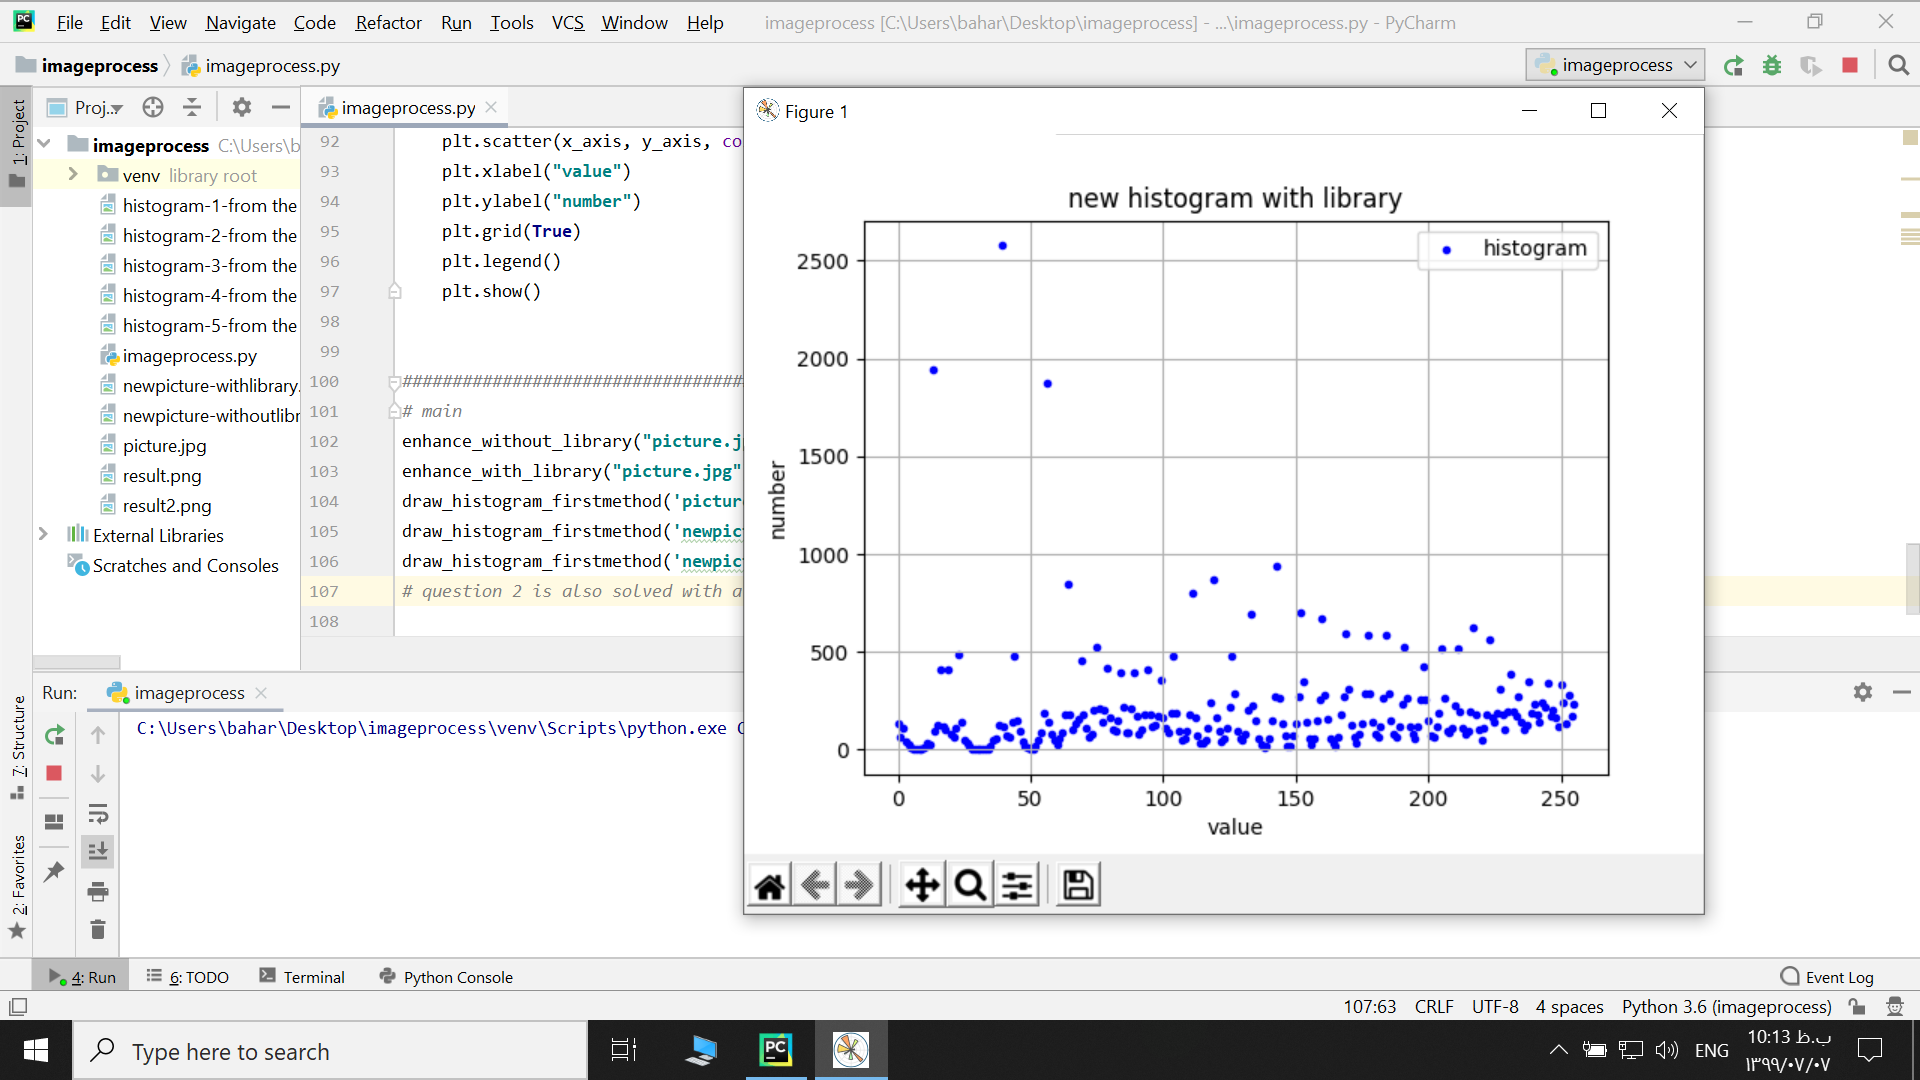 File Edit View Navigate Code Refactor Run Tools VCS Window Help imageprocess [C:\Users\bahar\Desktop\imageprocess] - ...\imageprocess.py - PyCharm
imageprocess imageprocess.py imageprocess
1: Project
Proj...
imageprocess C:\Users\b
venv library root
histogram-1-from the
histogram-2-from the
histogram-3-from the
histogram-4-from the
histogram-5-from the
imageprocess.py
newpicture-withlibrary.
newpicture-withoutlibr
picture.jpg
result.png
result2.png
External Libraries
Scratches and Consoles
imageprocess.py
92 plt.scatter(x_axis, y_axis, co
93 plt.xlabel("value")
94 plt.ylabel("number")
95 plt.grid(True)
96 plt.legend()
97 plt.show()
98
99
100 ##################################
101 # main
102 enhance_without_library("picture.j
103 enhance_with_library("picture.jpg"
104 draw_histogram_firstmethod('pictur
105 draw_histogram_firstmethod('newpic
106 draw_histogram_firstmethod('newpic
107 # question 2 is also solved with a
108
Figure 1
new histogram with library
histogram
2500
2000
1500
1000
500
0
number
0 50 100 150 200 250
value
Run: imageprocess
C:\Users\bahar\Desktop\imageprocess\venv\Scripts\python.exe C
7: Structure
2: Favorites
4: Run 6: TODO Terminal Python Console Event Log
107:63 CRLF UTF-8 4 spaces Python 3.6 (imageprocess)
PC
Type here to search
PC
ENG
10:13 ب.ظ
۱۳۹۹/۰۷/۰۷